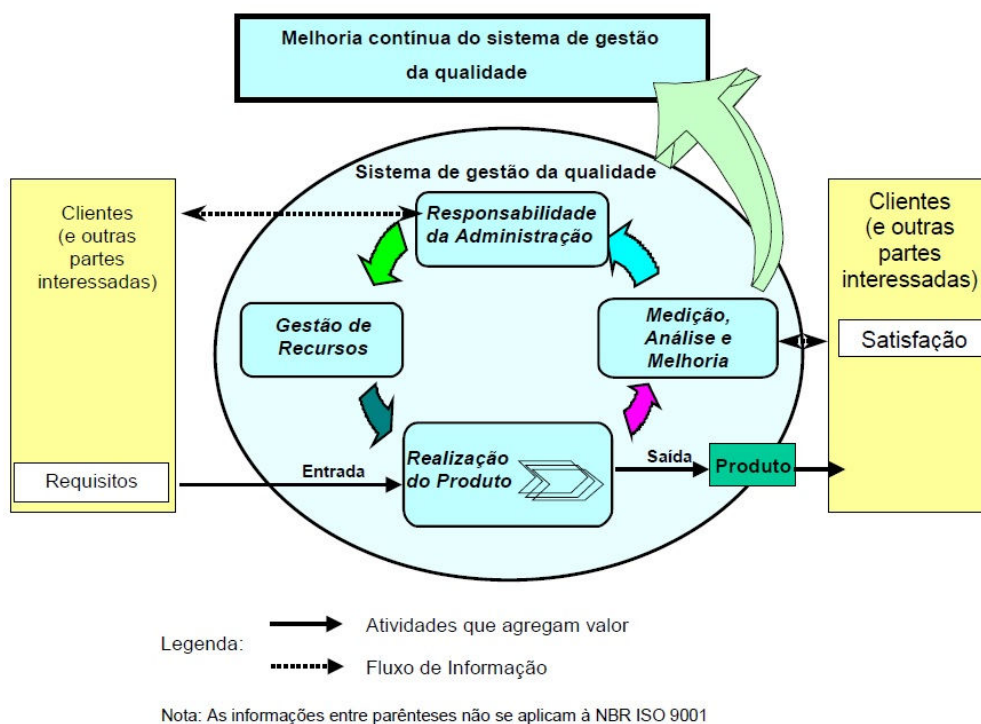 Melhoria contínua do sistema de gestão
da qualidade
Sistema de gestão da qualidade
Clientes
(e outras
partes
interessadas)
Requisitos
Responsabilidade
da Administração
Gestão de
Recursos
Medição,
Análise e
Melhoria
Entrada
Realização
do Produto
Saída
Produto
Clientes
(e outras
partes
interessadas)
Satisfação
Legenda:
Atividades que agregam valor
Fluxo de Informação
Nota: As informações entre parênteses não se aplicam à NBR ISO 9001